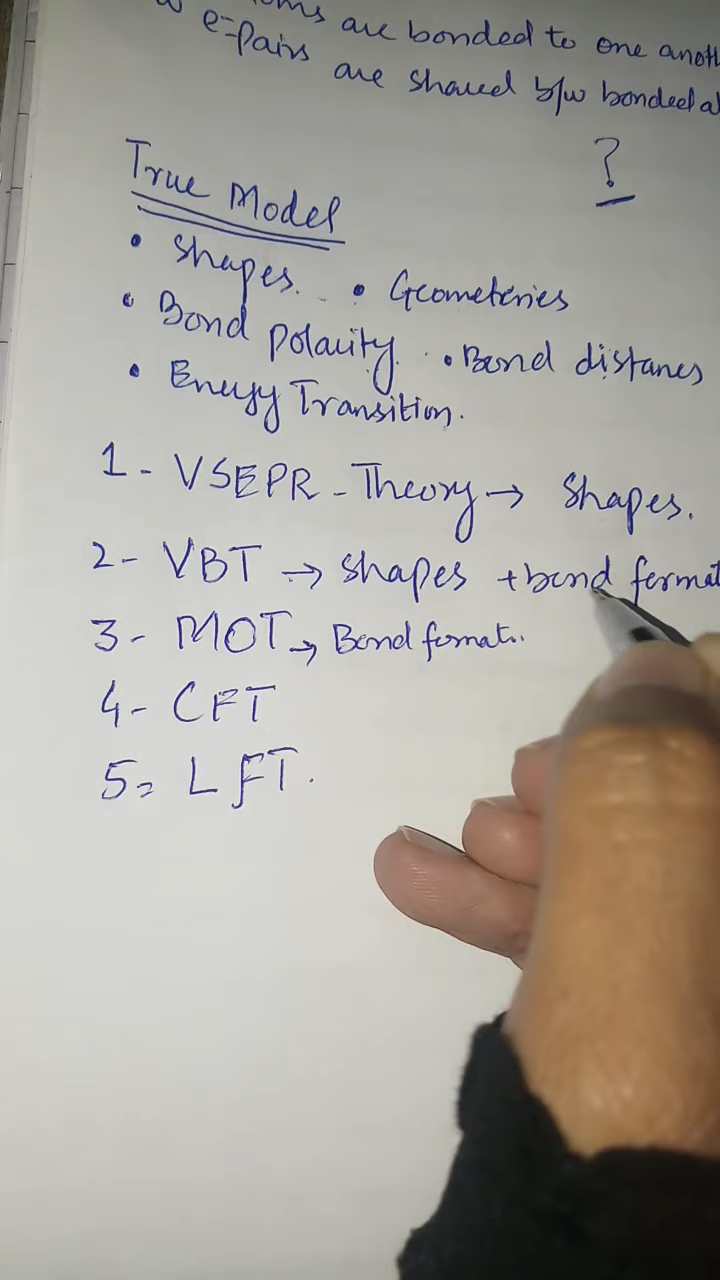 are bonded to one anoth
e-pairs are shared b/w bonded a
?
True Model
• Shapes. • Geometeries
• Bond polarity. • Bond distances
• Energy Transition.
1- VSEPR-Theory → Shapes.
2- VBT → shapes + bond format
3- MOT → Bond format..
4- CFT
5= LFT.